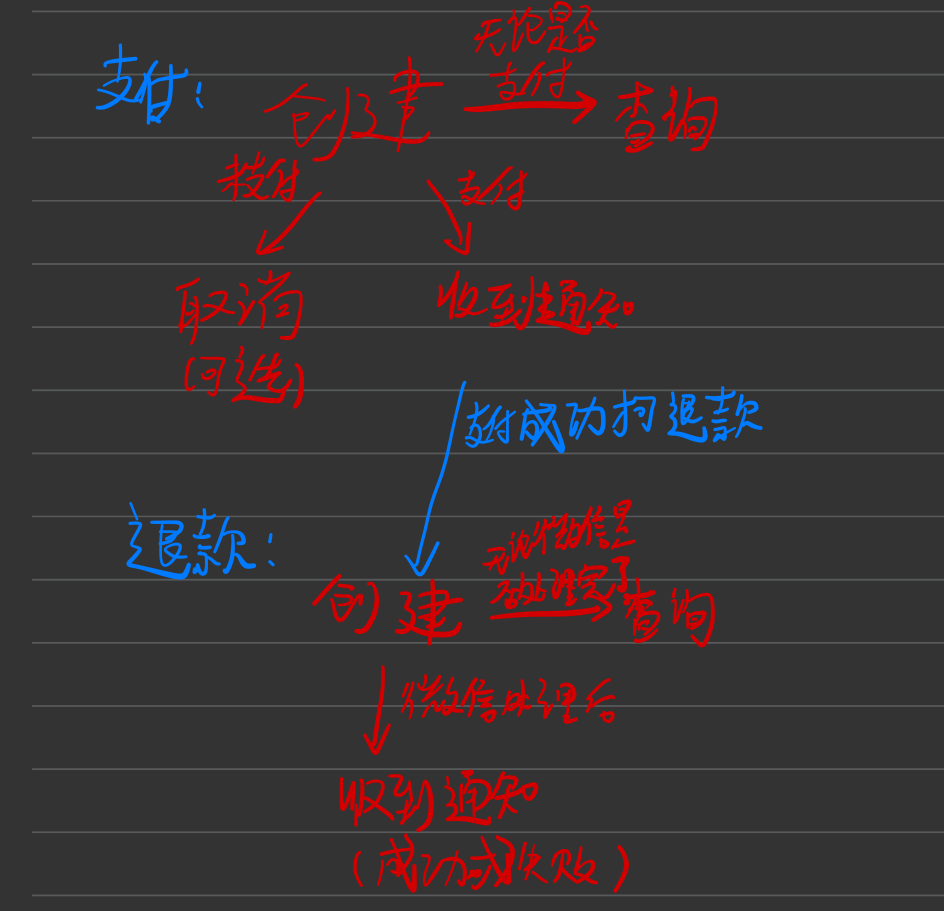 无论是否
支付
支付:
创建
查询
支付
取消
(可选)
收到通知
支付成功才可退款
退款:
无论微信是
否处理完了
创建
查询
微信处理后
收到通知
(成功或失败)